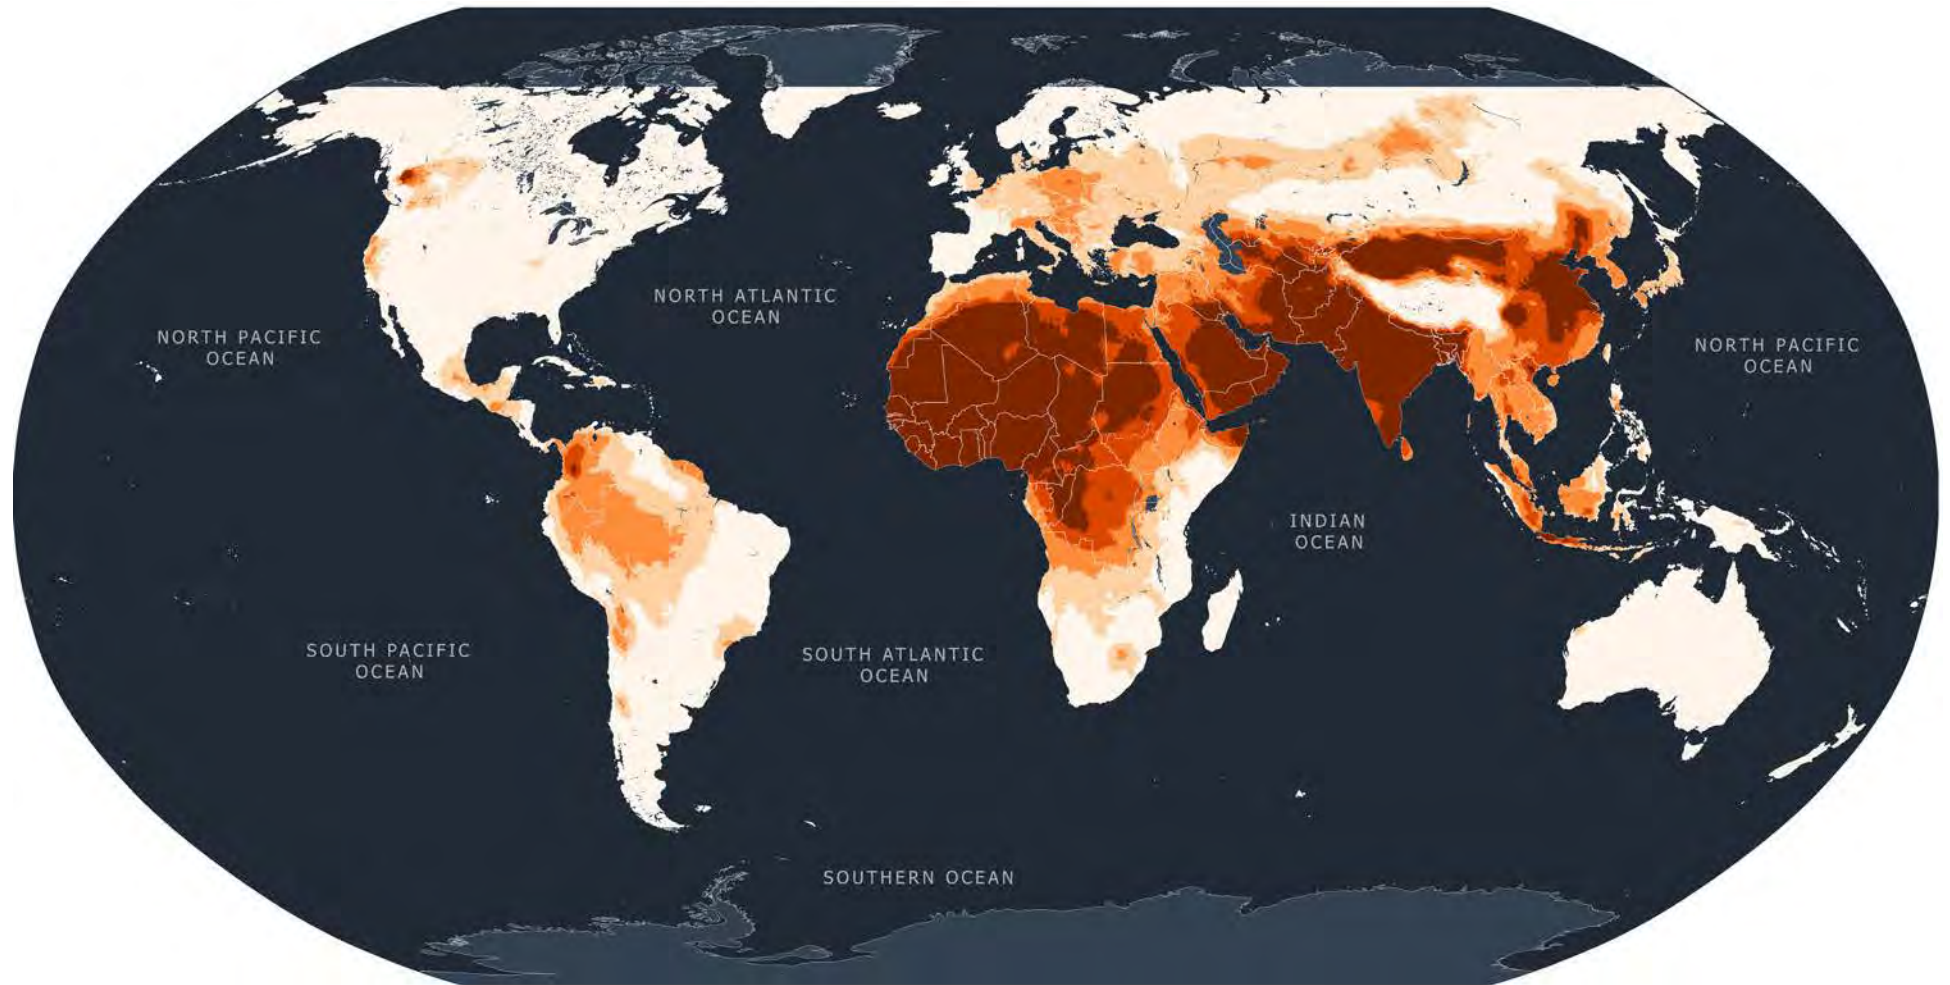 NORTH ATLANTIC
OCEAN
NORTH PACIFIC
OCEAN
NORTH PACIFIC
OCEAN
INDIAN
OCEAN
SOUTH PACIFIC
OCEAN
SOUTH ATLANTIC
OCEAN
SOUTHERN OCEAN